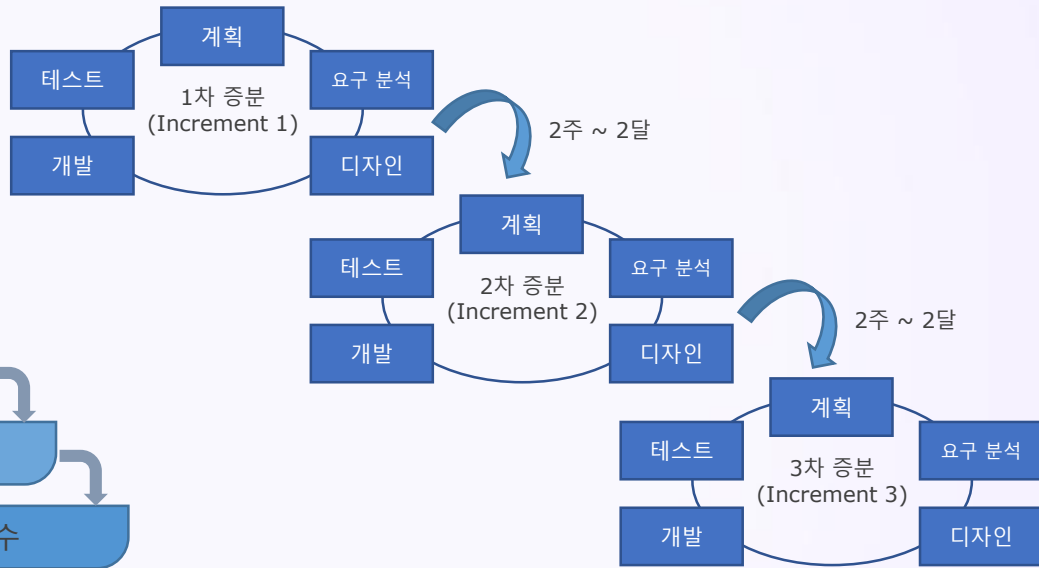 계획
테스트
요구 분석
1차 증분
(Increment 1)
개발
디자인
2주 ~ 2달
계획
테스트
요구 분석
2차 증분
(Increment 2)
개발
디자인
2주 ~ 2달
계획
테스트
요구 분석
3차 증분
(Increment 3)
개발
디자인
수